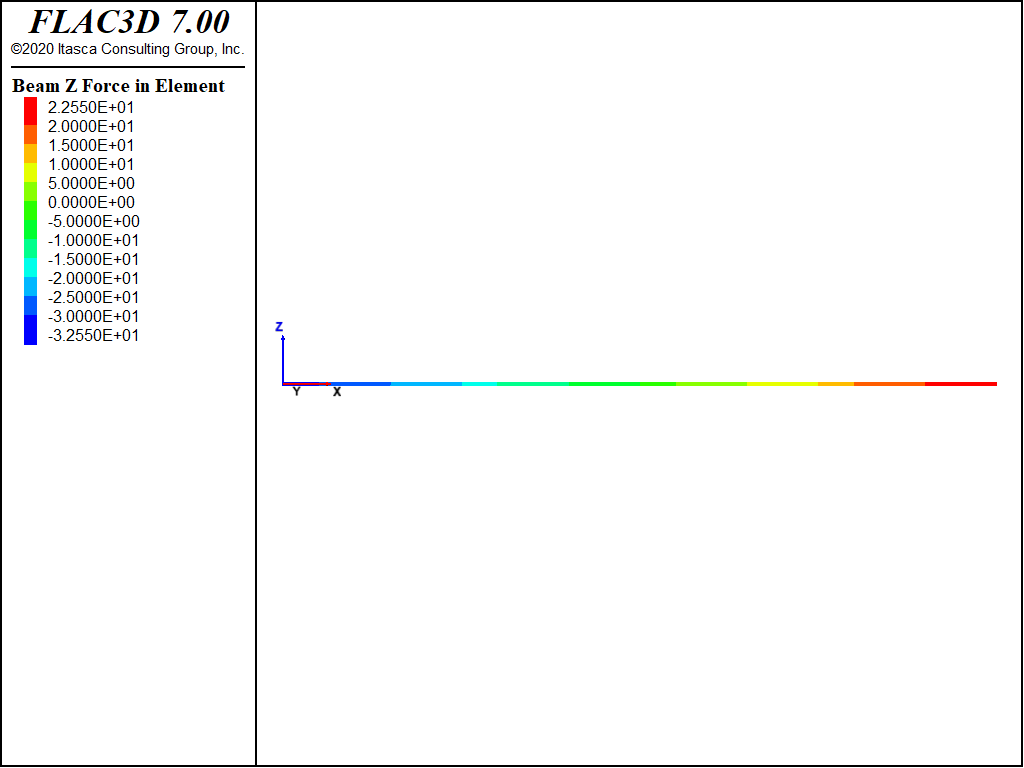 FLAC3D 7.00
©2020 Itasca Consulting Group, Inc.
Beam Z Force in Element
2.2550E+01
2.0000E+01
1.5000E+01
1.0000E+01
5.0000E+00
0.0000E+00
-5.0000E+00
-1.0000E+01
-1.5000E+01
-2.0000E+01
-2.5000E+01
-3.0000E+01
-3.2550E+01
Z
Y X